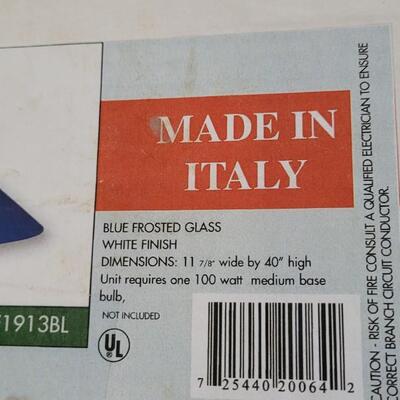 MADE IN
ITALY
BLUE FROSTED GLASS
WHITE FINISH
DIMENSIONS: 11 7/8" wide by 40" high
Unit requires one 100 watt medium base
bulb,
NOT INCLUDED
1913BL
UL
7 25440 20064 2
CAUTION - RISK OF FIRE CONSULT A QUALIFIED ELECTRICIAN TO ENSURE
CORRECT BRANCH CIRCUIT CONDUCTOR.